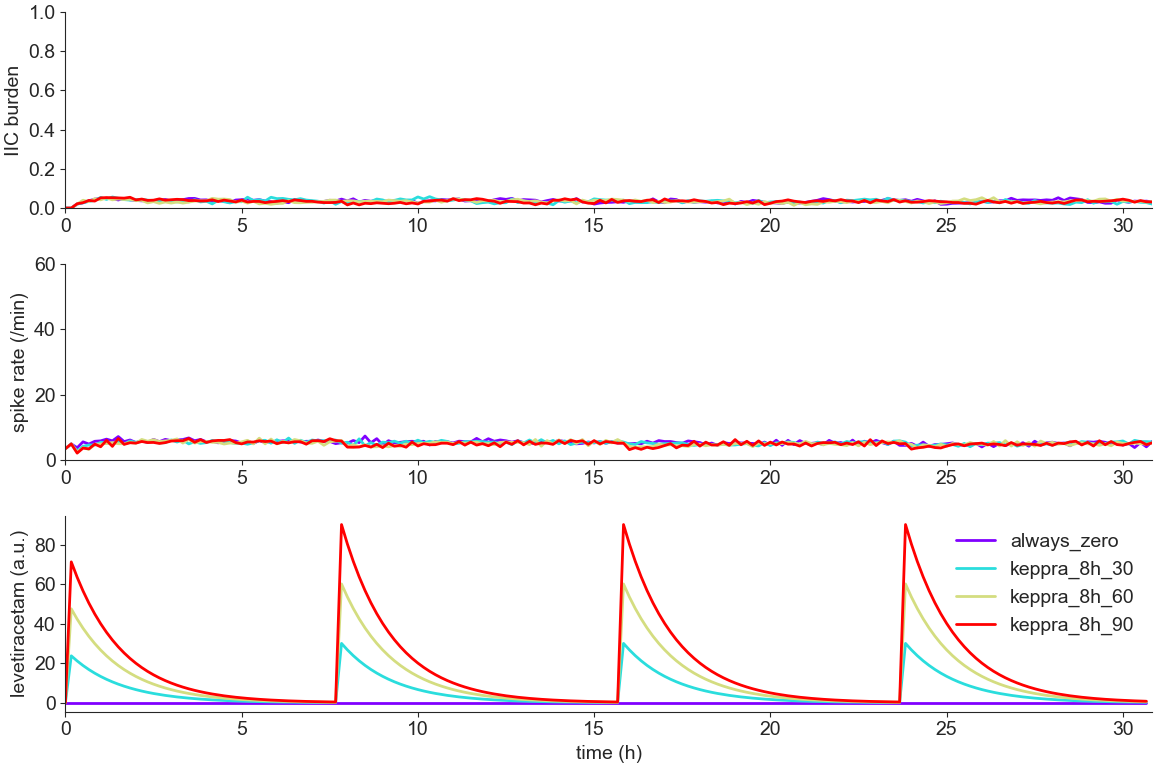 IIC burden
1.0
0.8
0.6
0.4
0.2
0.0
0 5 10 15 20 25 30
spike rate (/min)
60
40
20
0
0 5 10 15 20 25 30
levetiracetam (a.u.)
80
60
40
20
0
always_zero
keppra_8h_30
keppra_8h_60
keppra_8h_90
0 5 10 15 20 25 30
time (h)